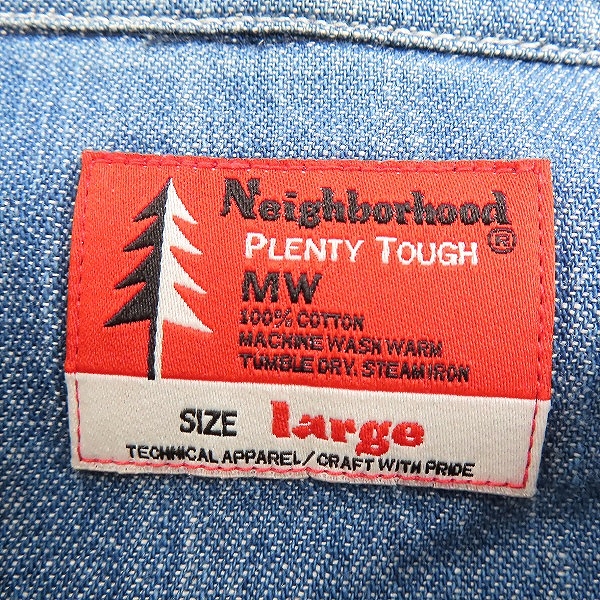 Neighborhood
PLENTY TOUGH ®
MW
100% COTTON
MACHINE WASH WARM
TUMBLE DRY. STEAM IRON
SIZE large
TECHNICAL APPAREL/CRAFT WITH PRIDE